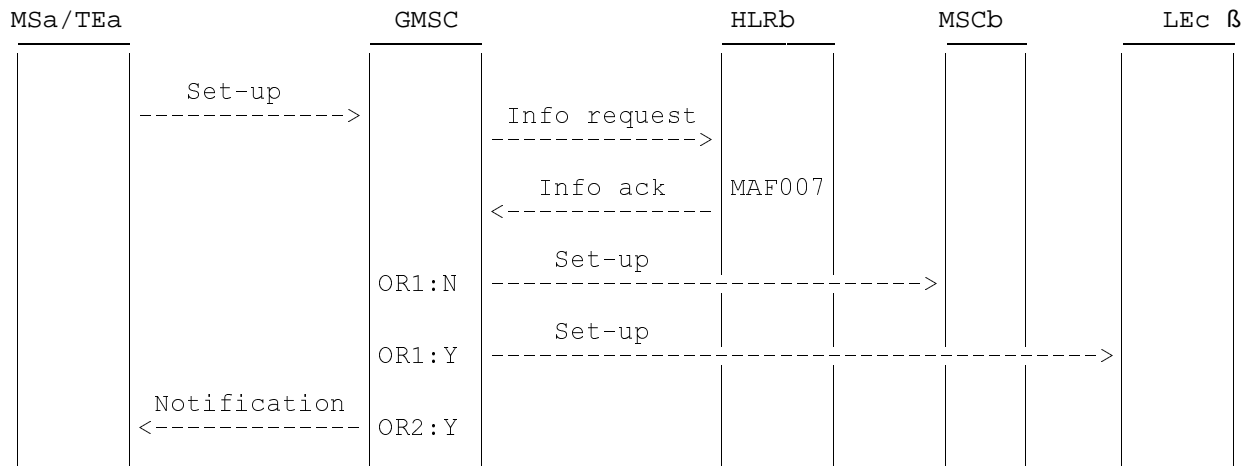 MSa/TEa GMSC HLRb MSCb LEc ß
Set-up
------------->
Info request
------------->
Info ack MAF007
<-------------
Set-up
OR1:N --------------------------->
Set-up
OR1:Y -------------------------------------->
Notification
<------------- OR2:Y